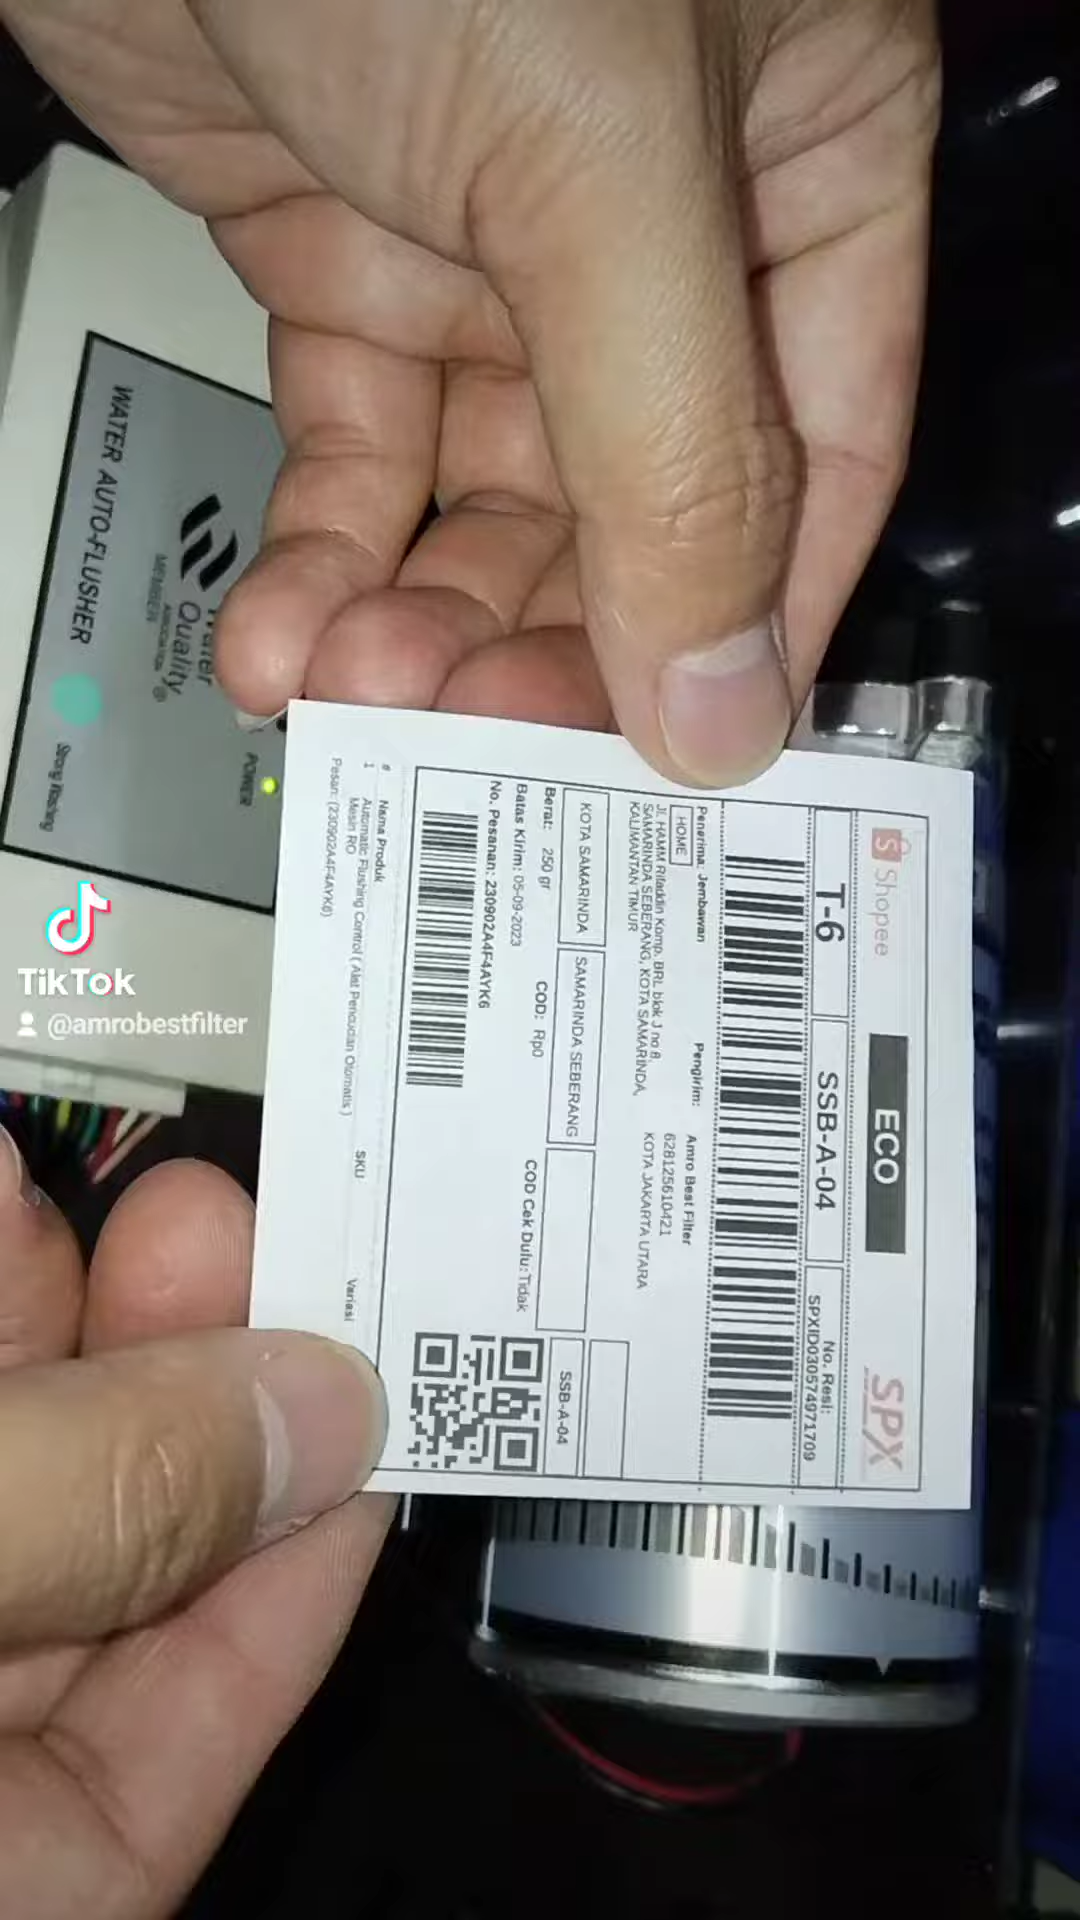 WATER AUTO-FLUSHER
Water
Quality
ASSOCIATION
MEMBER
POWER
Strong Washing
TikTok
@amrobestfilter
Shopee
ECO
SPX
T-6
SSB-A-04
No. Resi:
SPXID030574971709
Penerima: Jembawan
HOME
Jl. HAMM Rifaddin Komp. BRL blok J no 8,
SAMARINDA SEBERANG, KOTA SAMARINDA,
KALIMANTAN TIMUR
Pengirim: Amro Best Filter
628125610421
KOTA JAKARTA UTARA
KOTA SAMARINDA
SAMARINDA SEBERANG
SSB-A-04
Berat: 250 gr
COD: Rp0
COD Cek Dulu: Tidak
Batas Kirim: 05-09-2023
No. Pesanan: 230902A4F4AYK6
# Nama Produk SKU Variasi
1 Automatic Flushing Control ( Alat Pencucian Otomatis )
Mesin RO
Pesan: (230902A4F4AYK6)